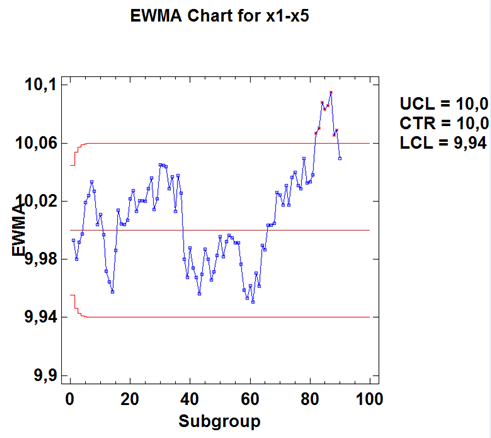 EWMA Chart for x1-x5
10,1
10,06
10,02
9,98
9,94
9,9
EWMA
0
20
40
60
80
100
Subgroup
UCL = 10,0
CTR = 10,0
LCL = 9,94